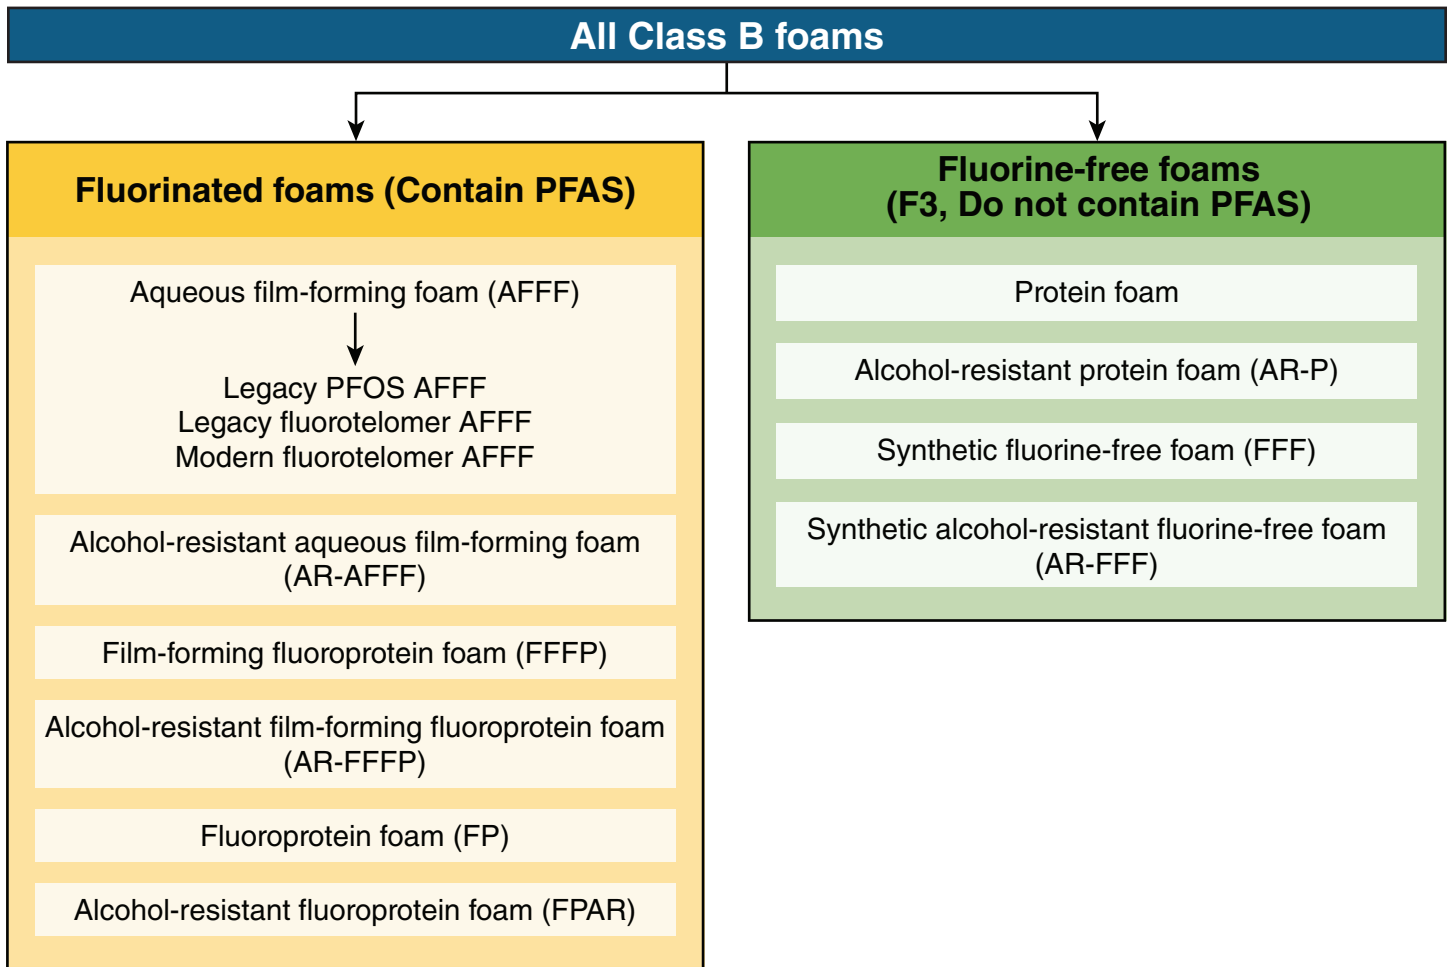 All Class B foams
Fluorinated foams (Contain PFAS)
Aqueous film-forming foam (AFFF)
Legacy PFOS AFFF
Legacy fluorotelomer AFFF
Modern fluorotelomer AFFF
Alcohol-resistant aqueous film-forming foam
(AR-AFFF)
Film-forming fluoroprotein foam (FFFP)
Alcohol-resistant film-forming fluoroprotein foam
(AR-FFFP)
Fluoroprotein foam (FP)
Alcohol-resistant fluoroprotein foam (FPAR)
Fluorine-free foams
(F3, Do not contain PFAS)
Protein foam
Alcohol-resistant protein foam (AR-P)
Synthetic fluorine-free foam (FFF)
Synthetic alcohol-resistant fluorine-free foam
(AR-FFF)